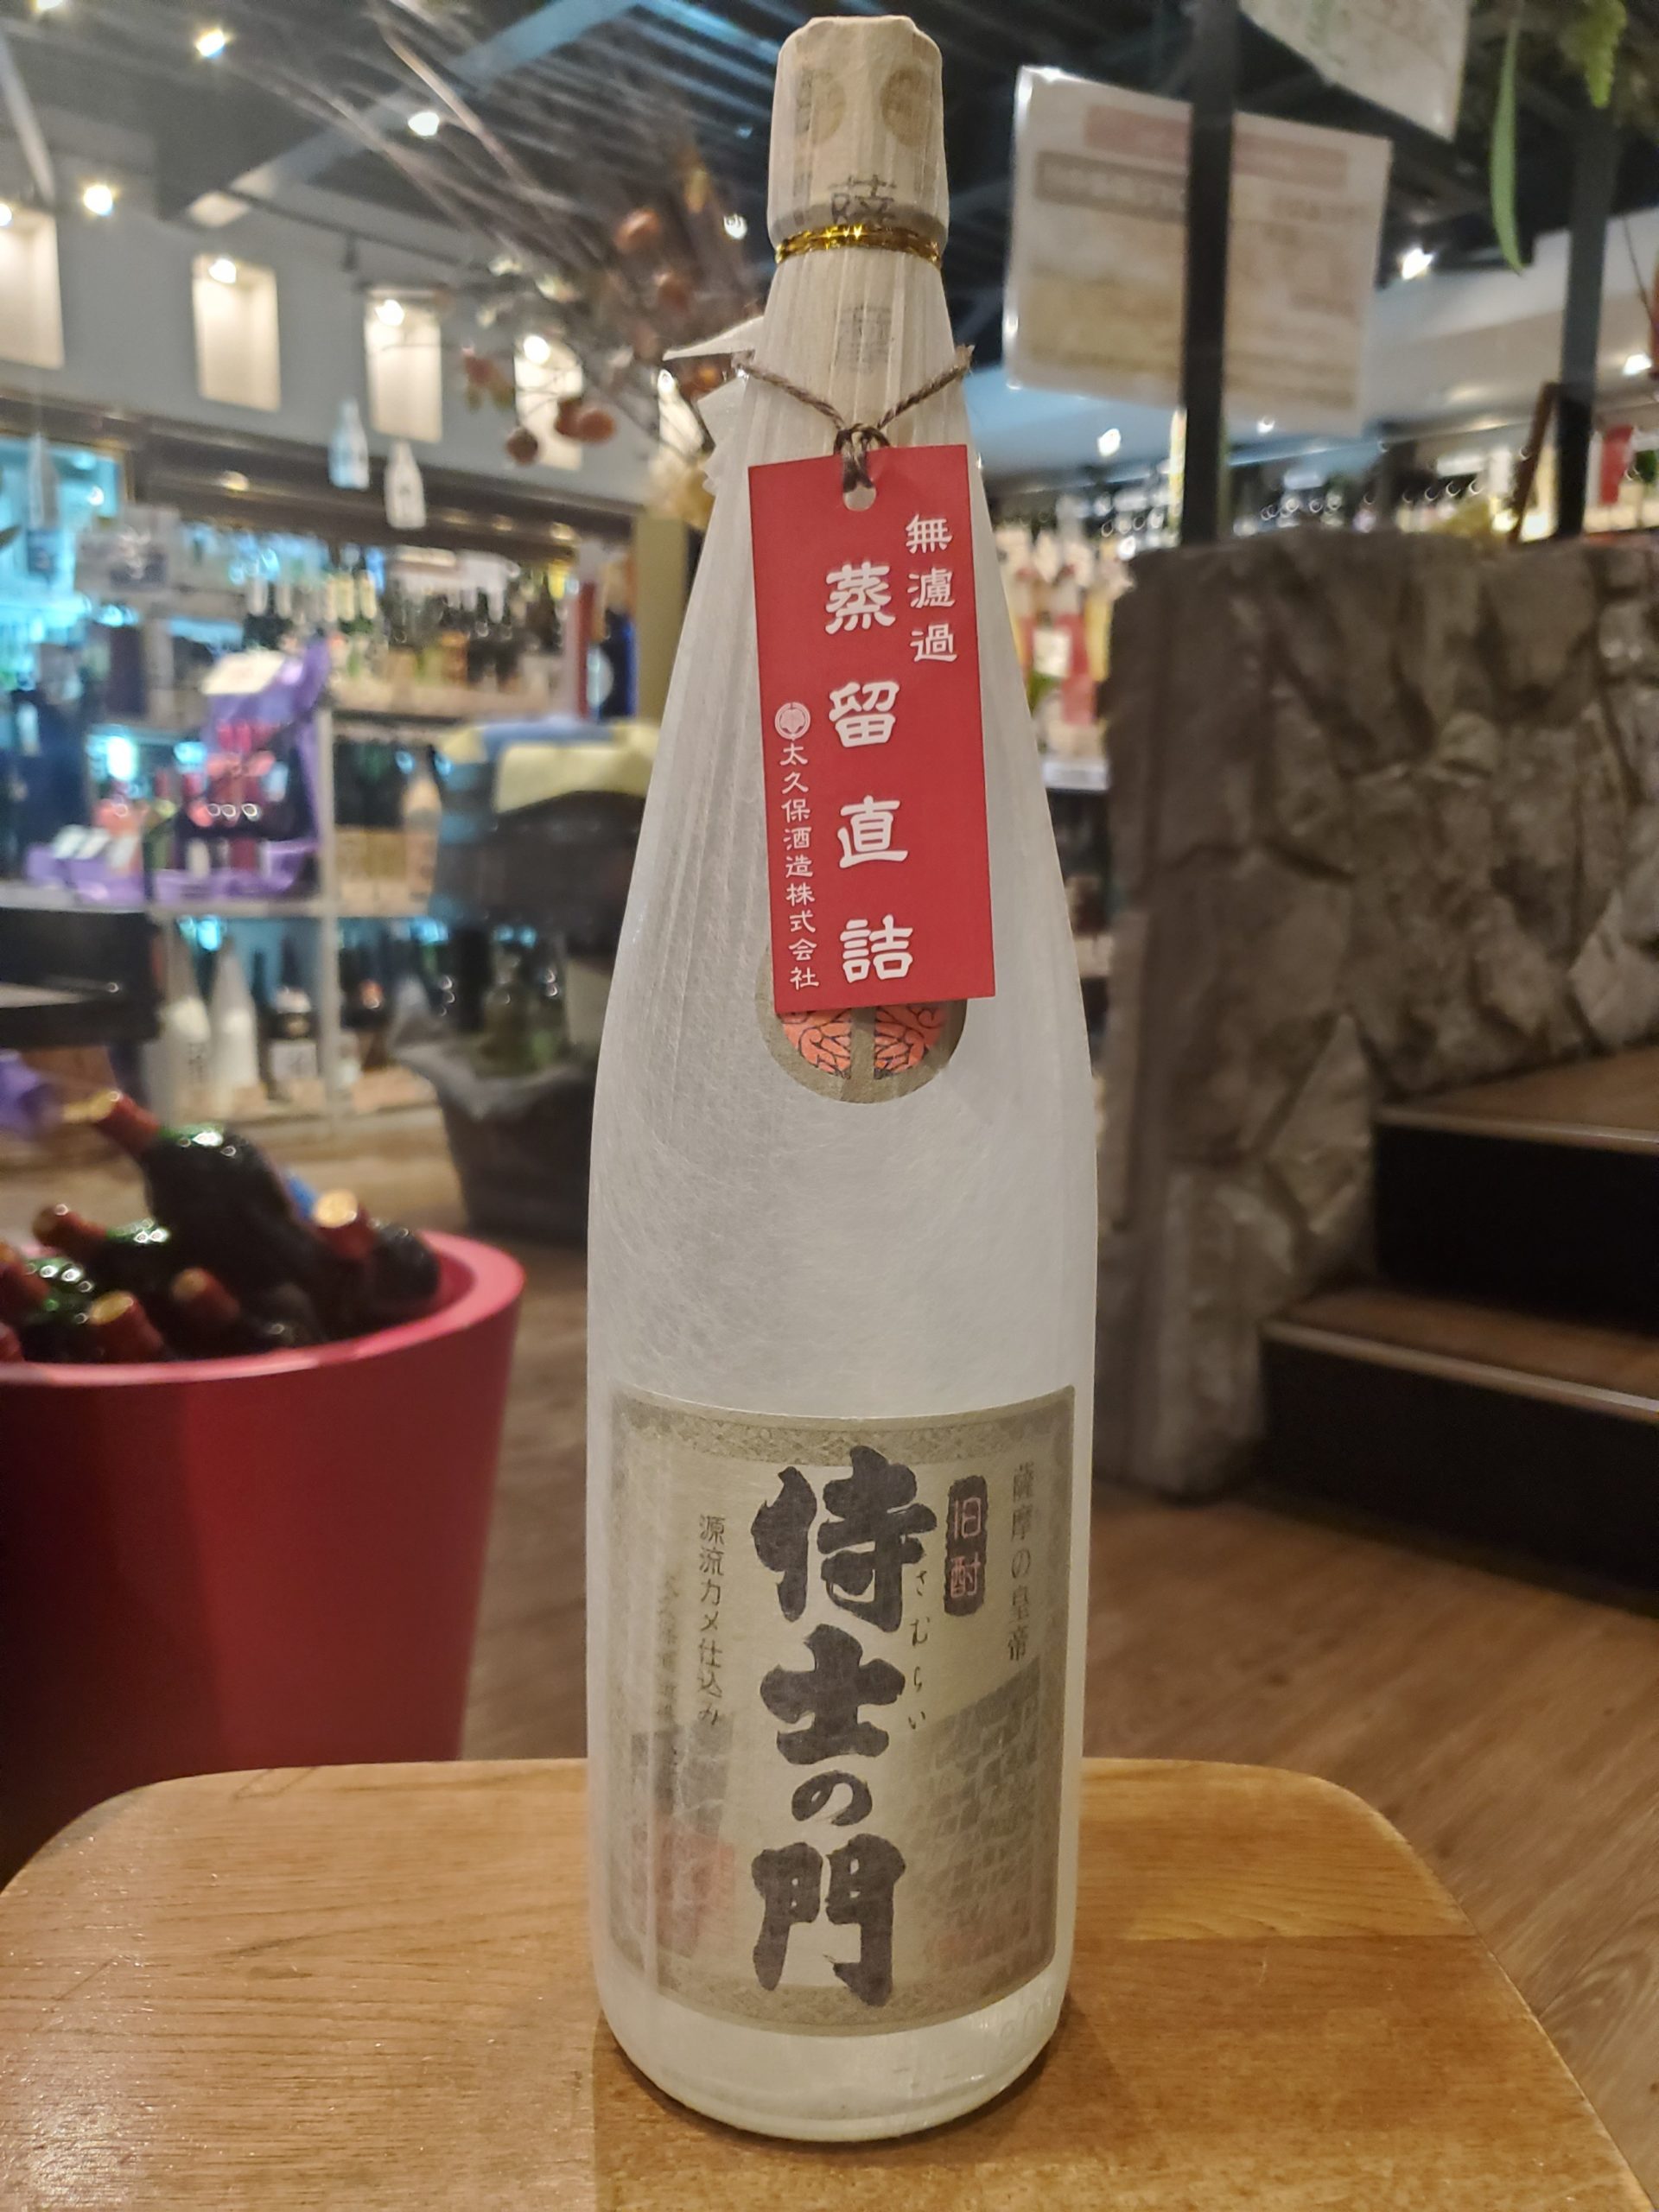 薩
無濾過
蒸留直詰
太久保酒造株式会社
薩摩の皇帝
旧酎
さむらい
侍士の門
源流カメ仕込み